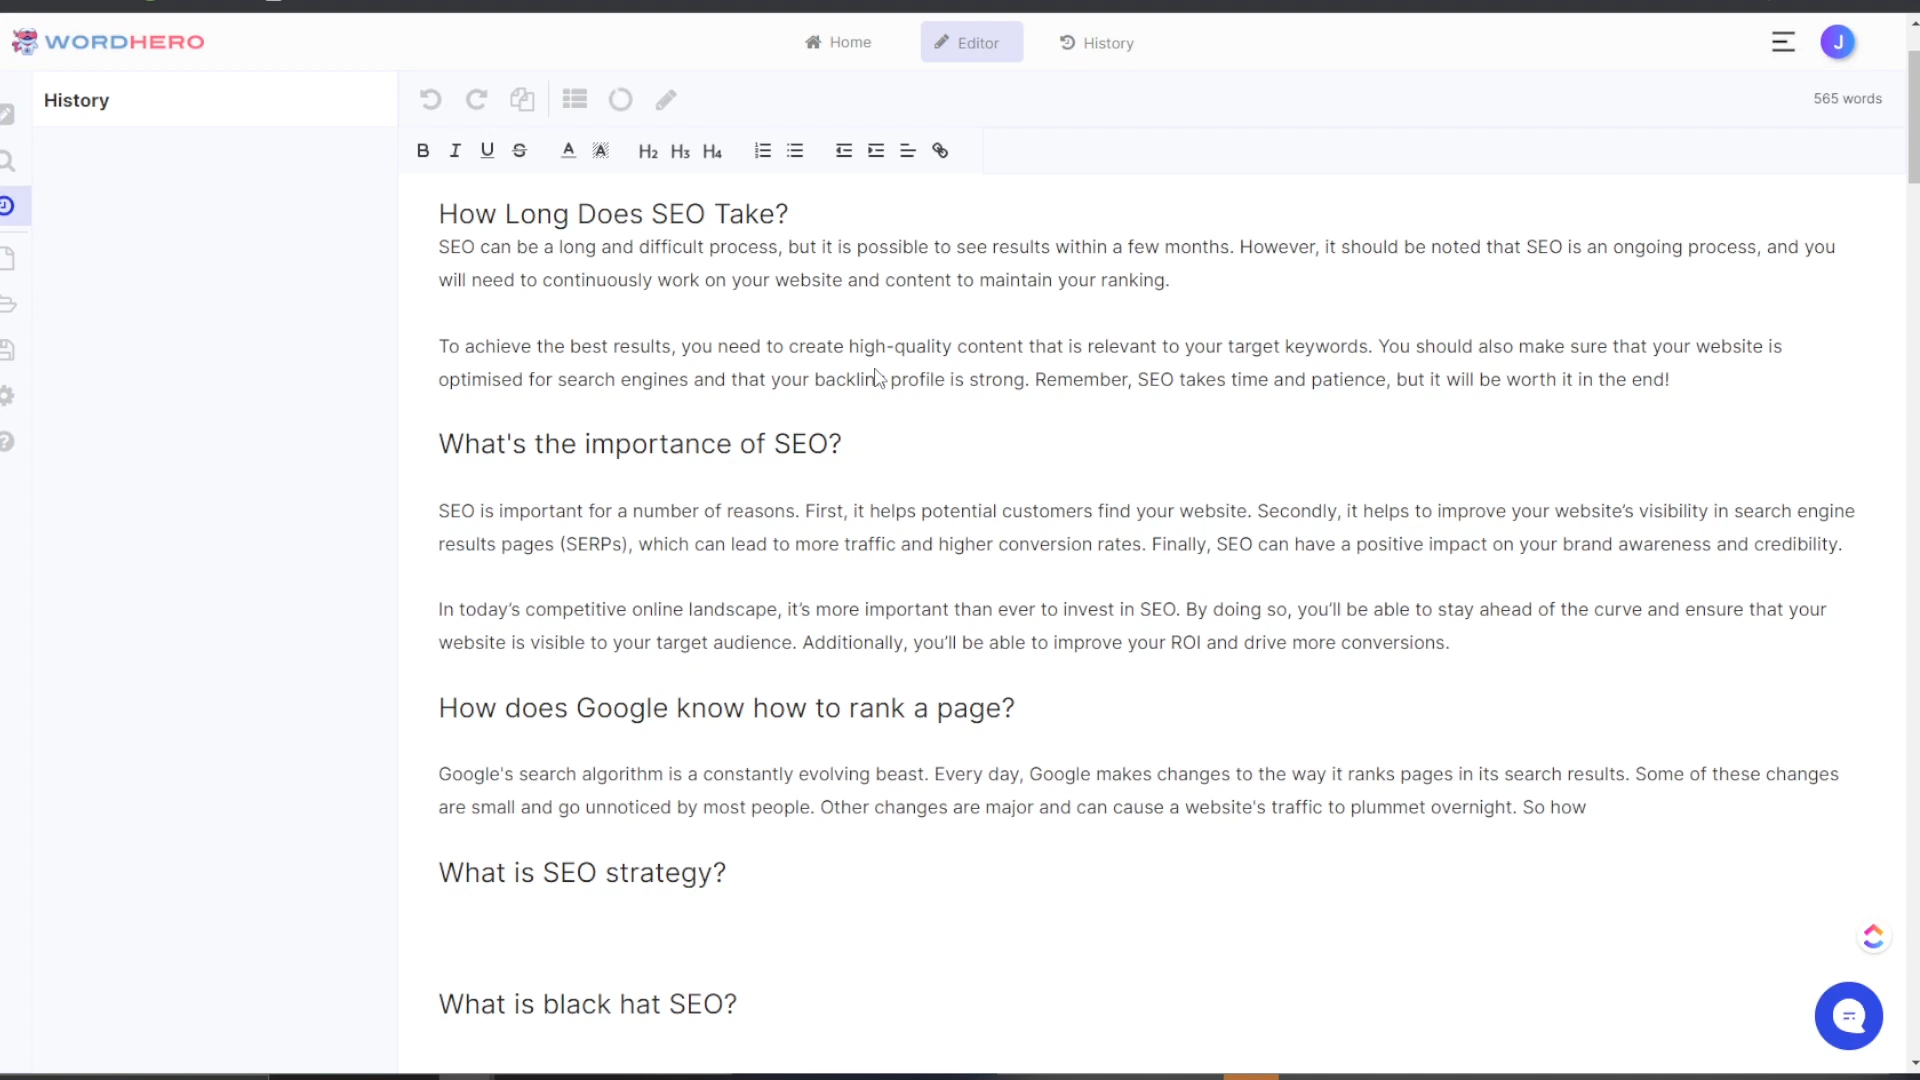 WORDHERO
Home
Editor
History
J
History
565 words
B I U S A A H2 H3 H4
How Long Does SEO Take?
SEO can be a long and difficult process, but it is possible to see results within a few months. However, it should be noted that SEO is an ongoing process, and you
will need to continuously work on your website and content to maintain your ranking.
To achieve the best results, you need to create high-quality content that is relevant to your target keywords. You should also make sure that your website is
optimised for search engines and that your backlink profile is strong. Remember, SEO takes time and patience, but it will be worth it in the end!
What's the importance of SEO?
SEO is important for a number of reasons. First, it helps potential customers find your website. Secondly, it helps to improve your website’s visibility in search engine
results pages (SERPs), which can lead to more traffic and higher conversion rates. Finally, SEO can have a positive impact on your brand awareness and credibility.
In today’s competitive online landscape, it’s more important than ever to invest in SEO. By doing so, you’ll be able to stay ahead of the curve and ensure that your
website is visible to your target audience. Additionally, you’ll be able to improve your ROI and drive more conversions.
How does Google know how to rank a page?
Google's search algorithm is a constantly evolving beast. Every day, Google makes changes to the way it ranks pages in its search results. Some of these changes
are small and go unnoticed by most people. Other changes are major and can cause a website's traffic to plummet overnight. So how
What is SEO strategy?
What is black hat SEO?